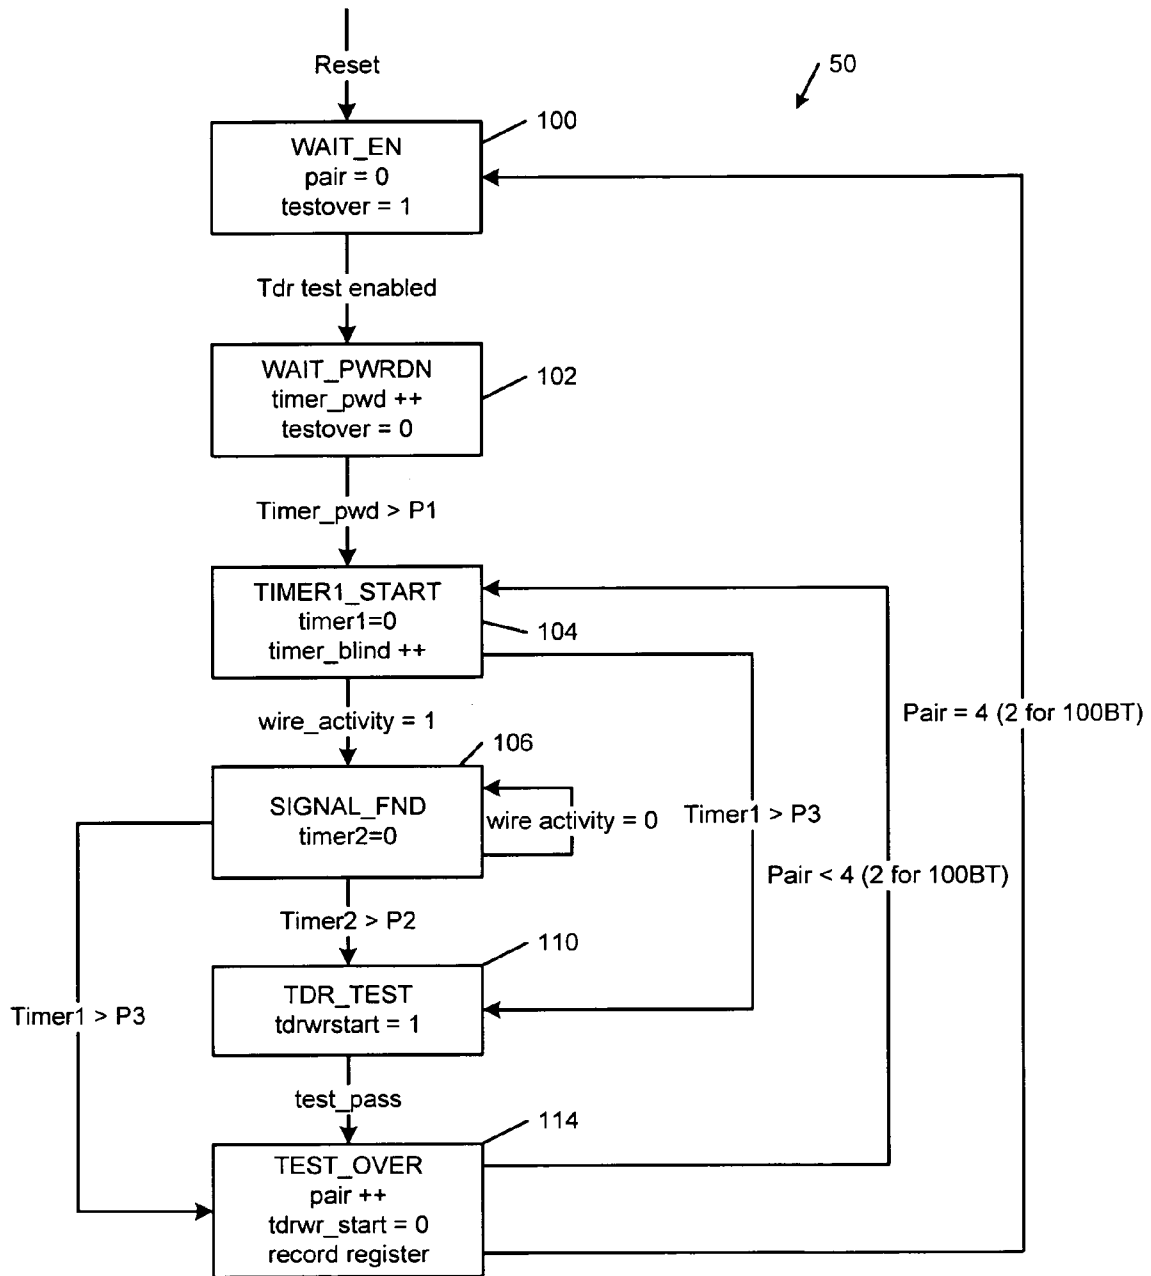 Reset
50
100
WAIT_EN
pair = 0
testover = 1
Tdr test enabled
WAIT_PWRDN
timer_pwd ++
testover = 0
102
Timer_pwd > P1
TIMER1_START
timer1=0
timer_blind ++
104
wire_activity = 1
Pair = 4 (2 for 100BT)
106
SIGNAL_FND
timer2=0
wire activity = 0
Timer1 > P3
Pair < 4 (2 for 100BT)
Timer2 > P2
110
TDR_TEST
tdrwrstart = 1
Timer1 > P3
test_pass
114
TEST_OVER
pair ++
tdrwr_start = 0
record register